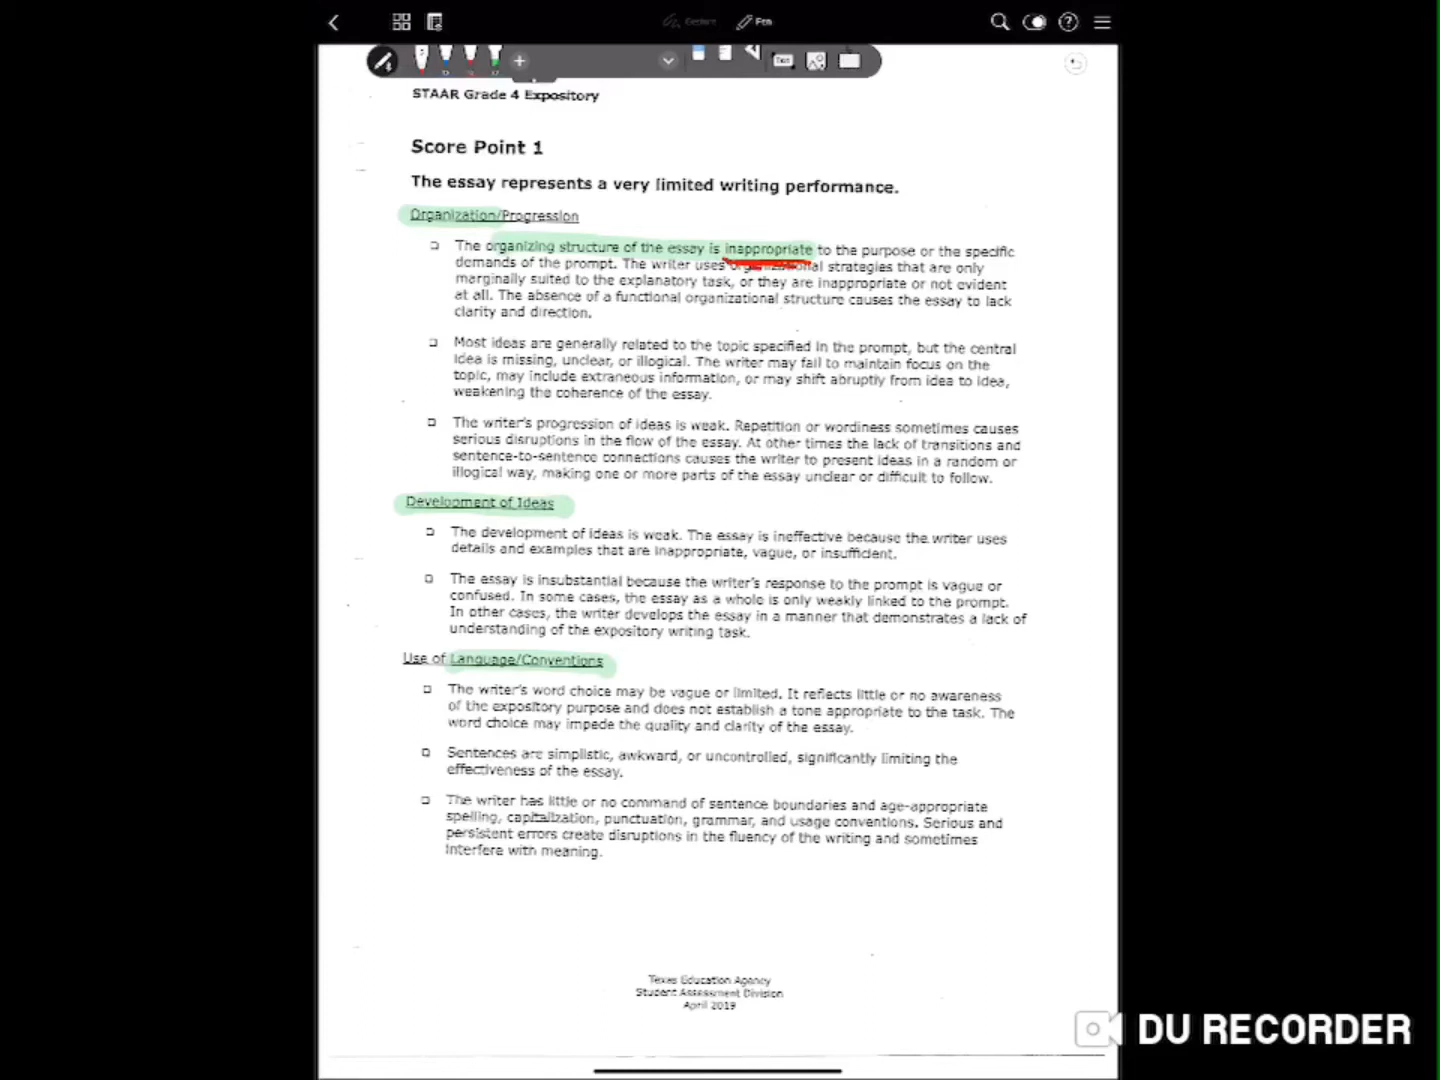 Gesture
Pen
Text
STAAR Grade 4 Expository
Score Point 1
The essay represents a very limited writing performance.
Organization/Progression
The organizing structure of the essay is inappropriate to the purpose or the specific
demands of the prompt. The writer uses organizational strategies that are only
marginally suited to the explanatory task, or they are inappropriate or not evident
at all. The absence of a functional organizational structure causes the essay to lack
clarity and direction.
Most ideas are generally related to the topic specified in the prompt, but the central
idea is missing, unclear, or illogical. The writer may fail to maintain focus on the
topic, may include extraneous information, or may shift abruptly from idea to idea,
weakening the coherence of the essay.
The writer's progression of ideas is weak. Repetition or wordiness sometimes causes
serious disruptions in the flow of the essay. At other times the lack of transitions and
sentence-to-sentence connections causes the writer to present ideas in a random or
illogical way, making one or more parts of the essay unclear or difficult to follow.
Development of Ideas
The development of ideas is weak. The essay is ineffective because the writer uses
details and examples that are inappropriate, vague, or insufficient.
The essay is insubstantial because the writer's response to the prompt is vague or
confused. In some cases, the essay as a whole is only weakly linked to the prompt.
In other cases, the writer develops the essay in a manner that demonstrates a lack of
understanding of the expository writing task.
Use of Language/Conventions
The writer's word choice may be vague or limited. It reflects little or no awareness
of the expository purpose and does not establish a tone appropriate to the task. The
word choice may impede the quality and clarity of the essay.
Sentences are simplistic, awkward, or uncontrolled, significantly limiting the
effectiveness of the essay.
The writer has little or no command of sentence boundaries and age-appropriate
spelling, capitalization, punctuation, grammar, and usage conventions. Serious and
persistent errors create disruptions in the fluency of the writing and sometimes
interfere with meaning.
Texas Education Agency
Student Assessment Division
April 2019
DU RECORDER